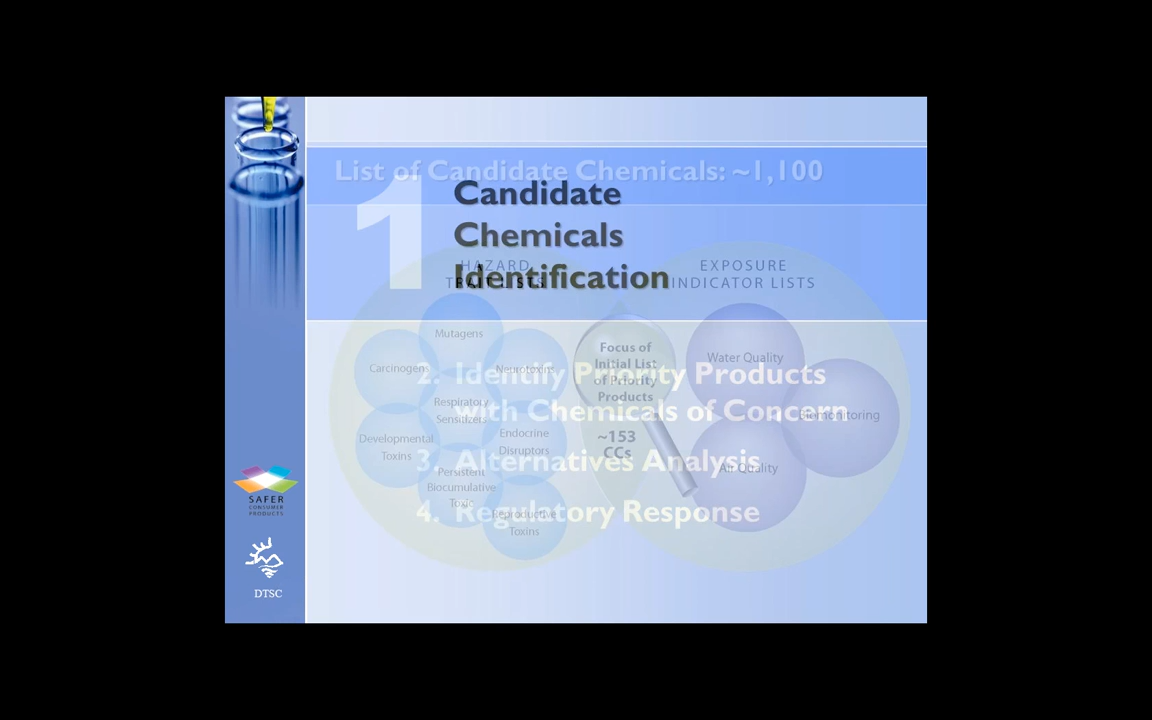 List of Candidate Chemicals: ~1,100
1
Candidate
Chemicals
Identification
HAZARD
TRAIT LISTS
EXPOSURE
INDICATOR LISTS
Mutagens
Carcinogens
Neurotoxins
Respiratory
Sensitizers
Developmental
Toxins
Endocrine
Disruptors
Persistent
Biocumulative
Toxic
Reproductive
Toxins
Focus of
Initial List
of Priority
Products
~153
CCs
Water Quality
Biomonitoring
Air Quality
2. Identify Priority Products
with Chemicals of Concern
3. Alternatives Analysis
4. Regulatory Response
SAFER
CONSUMER
PRODUCTS
DTSC